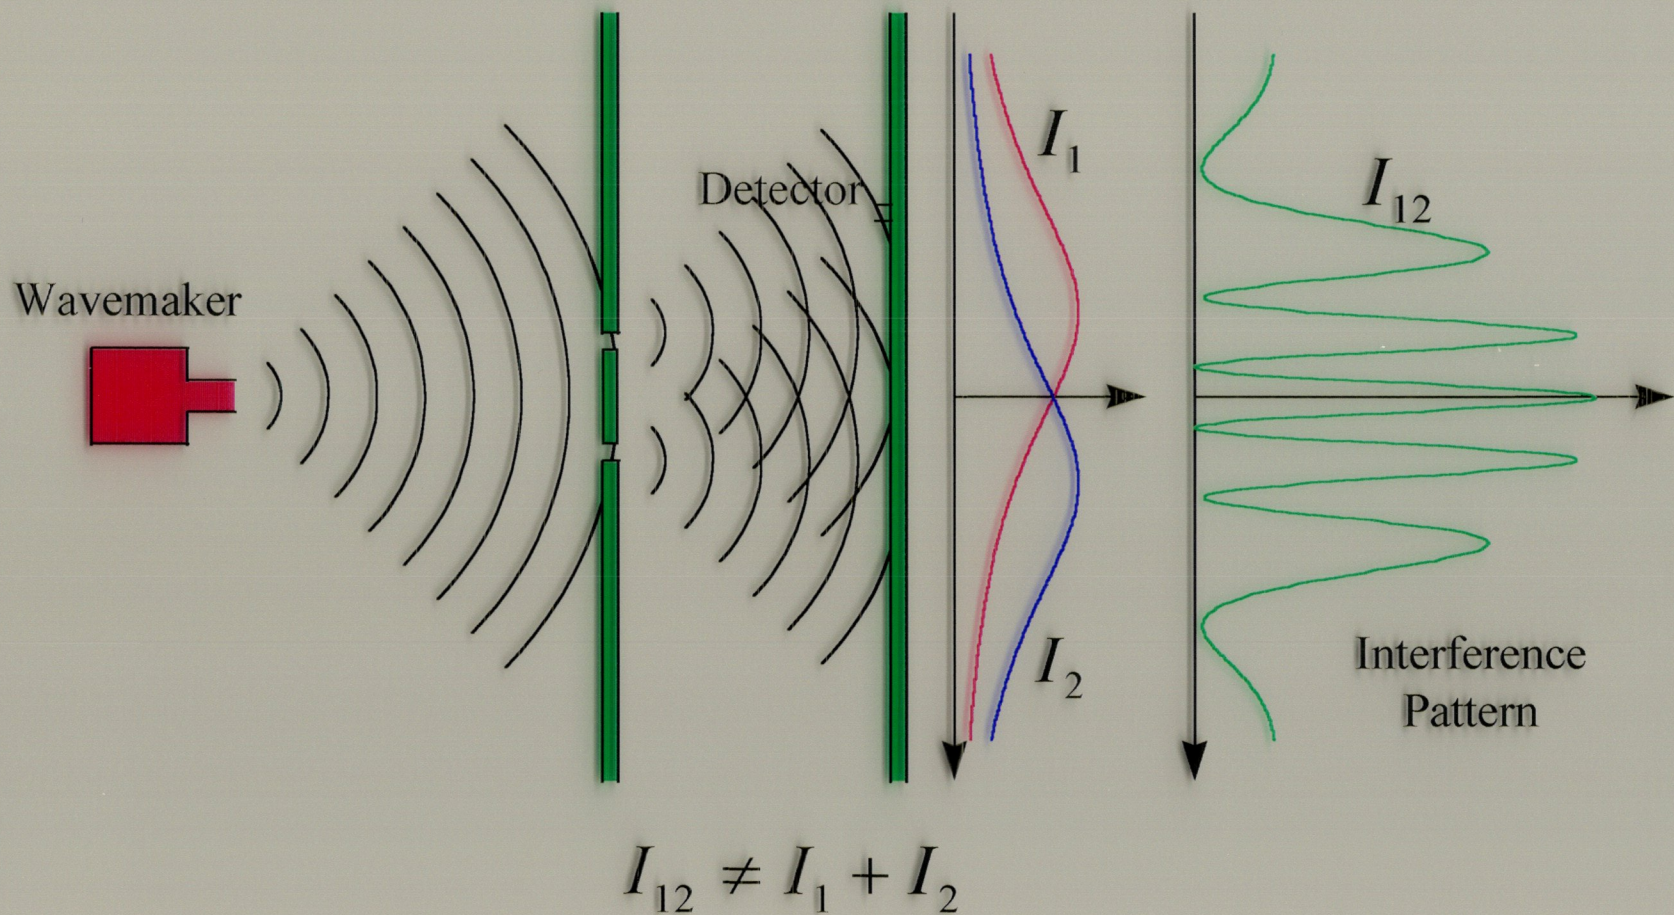 Wavemaker
Detector
I₁
I₂
I₁₂
Interference
Pattern
I₁₂ ≠ I₁ + I₂